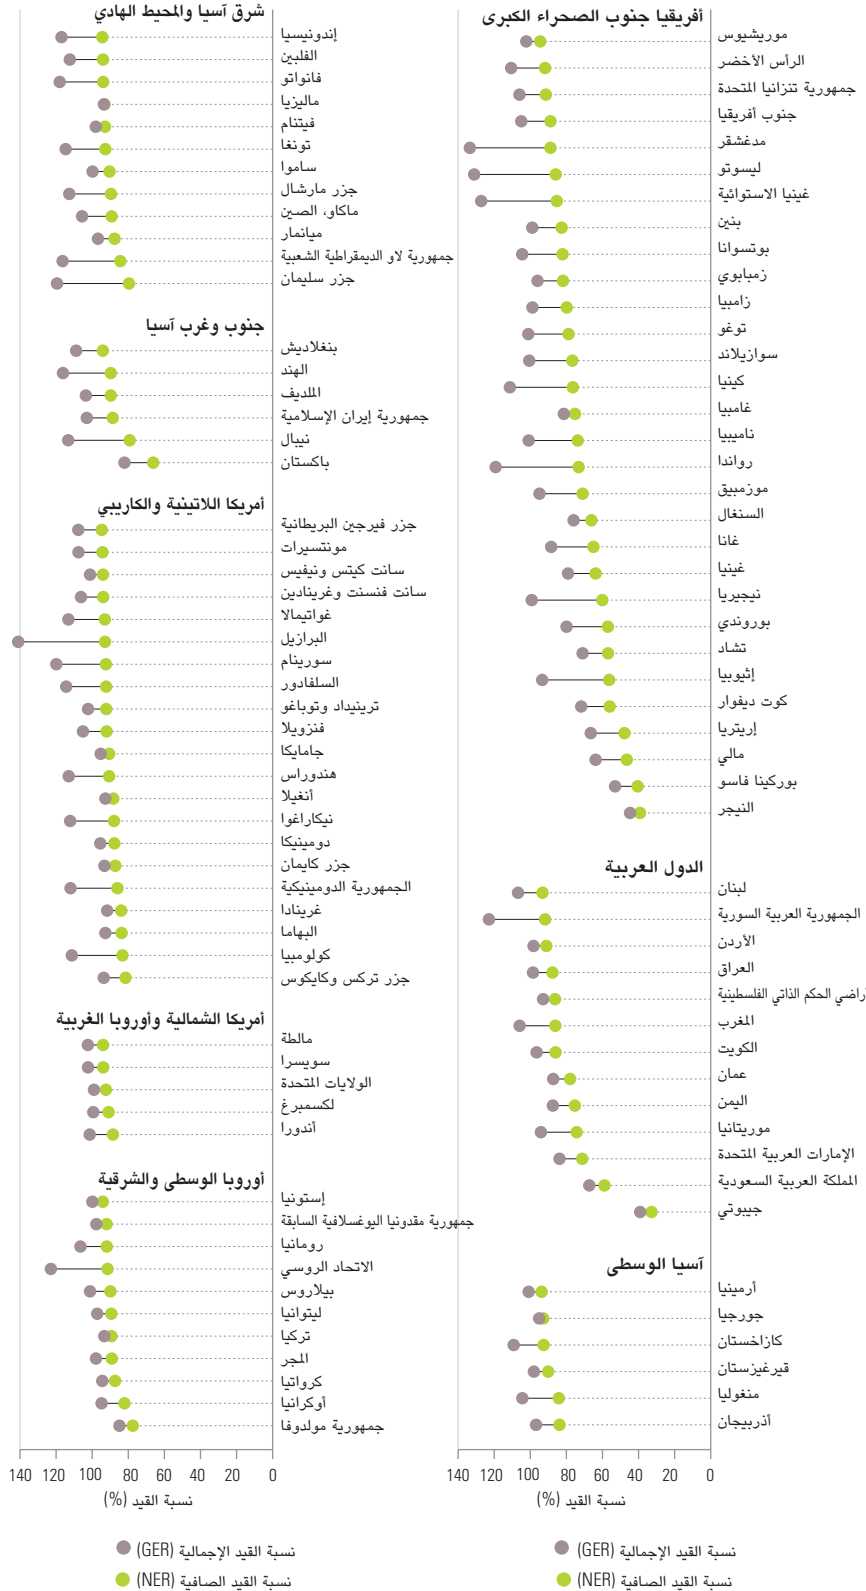 أفريقيا جنوب الصحراء الكبرى
موريشيوس
الرأس الأخضر
جمهورية تنزانيا المتحدة
جنوب أفريقيا
مدغشقر
ليسوتو
غينيا الاستوائية
بنين
بوتسوانا
زمبابوي
زامبيا
توغو
سوازيلاند
كينيا
غامبيا
ناميبيا
رواندا
موزمبيق
السنغال
غانا
غينيا
نيجيريا
بوروندي
تشاد
إثيوبيا
كوت ديفوار
إريتريا
مالي
بوركينا فاسو
النيجر
الدول العربية
لبنان
الجمهورية العربية السورية
الأردن
العراق
أراضي الحكم الذاتي الفلسطينية
المغرب
الكويت
عمان
اليمن
موريتانيا
الإمارات العربية المتحدة
المملكة العربية السعودية
جيبوتي
آسيا الوسطى
أرمينيا
جورجيا
كازاخستان
قيرغيزستان
منغوليا
أذربيجان
140 120 100 80 60 40 20 0
نسبة القيد (%)
نسبة القيد الإجمالية (GER)
نسبة القيد الصافية (NER)
شرق آسيا والمحيط الهادي
إندونيسيا
الفلبين
فانواتو
ماليزيا
فيتنام
تونغا
ساموا
جزر مارشال
ماكاو، الصين
ميانمار
جمهورية لاو الديمقراطية الشعبية
جزر سليمان
جنوب وغرب آسيا
بنغلاديش
الهند
الملديف
جمهورية إيران الإسلامية
نيبال
باكستان
أمريكا اللاتينية والكاريبي
جزر فيرجين البريطانية
مونتسيرات
سانت كيتس ونيفيس
سانت فنسنت وغرينادين
غواتيمالا
البرازيل
سورينام
السلفادور
ترينيداد وتوباغو
فنزويلا
جامايكا
هندوراس
أنغيلا
نيكاراغوا
دومينيكا
جزر كايمان
الجمهورية الدومينيكية
غرينادا
البهاما
كولومبيا
جزر تركس وكايكوس
أمريكا الشمالية وأوروبا الغربية
مالطة
سويسرا
الولايات المتحدة
لكسمبرغ
أندورا
أوروبا الوسطى والشرقية
إستونيا
جمهورية مقدونيا اليوغسلافية السابقة
رومانيا
الاتحاد الروسي
بيلاروس
ليتوانيا
تركيا
المجر
كرواتيا
أوكرانيا
جمهورية مولدوفا
140 120 100 80 60 40 20 0
نسبة القيد (%)
نسبة القيد الإجمالية (GER)
نسبة القيد الصافية (NER)